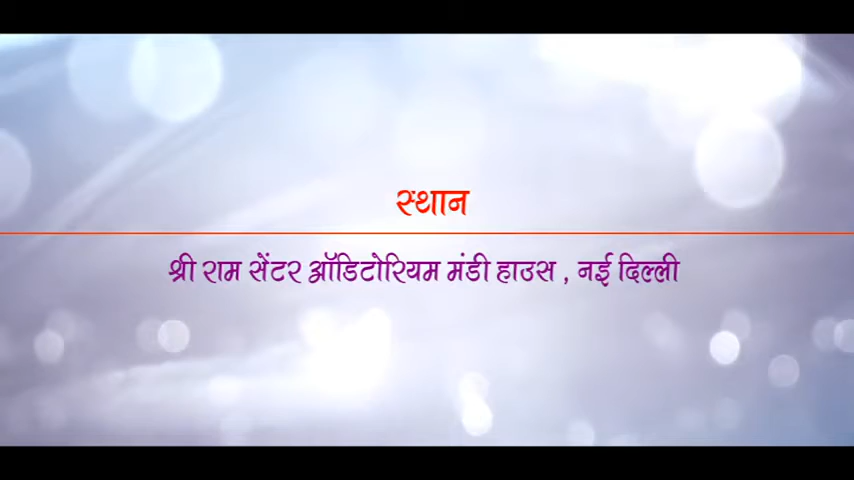 स्थान
श्री राम सेंटर ऑडिटोरियम मंडी हाउस , नई दिल्ली